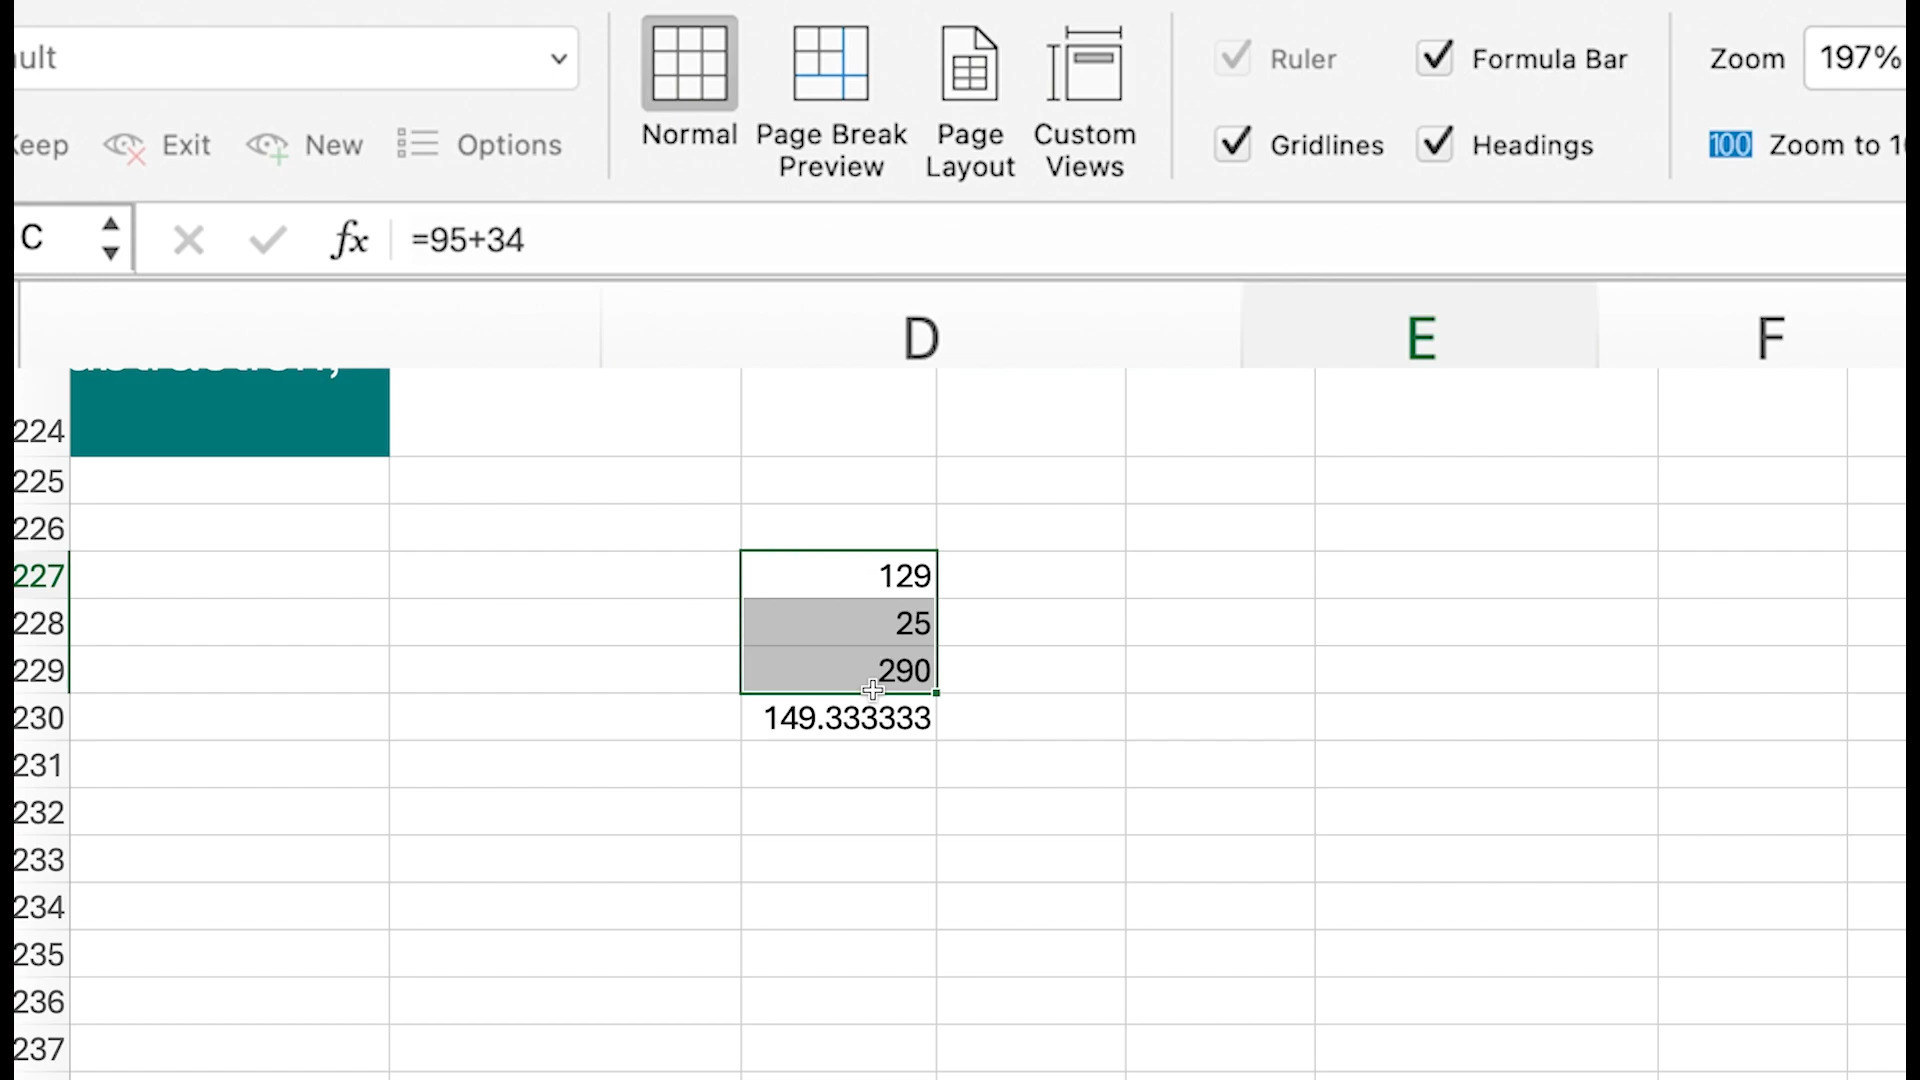 ult
Keep Exit New Options
Normal
Page Break
Preview
Page
Layout
Custom
Views
Ruler
Formula Bar
Gridlines
Headings
Zoom 197%
100 Zoom to
C fx =95+34
D E F
224
225
226
227 129
228 25
229 290
230 149.333333
231
232
233
234
235
236
237